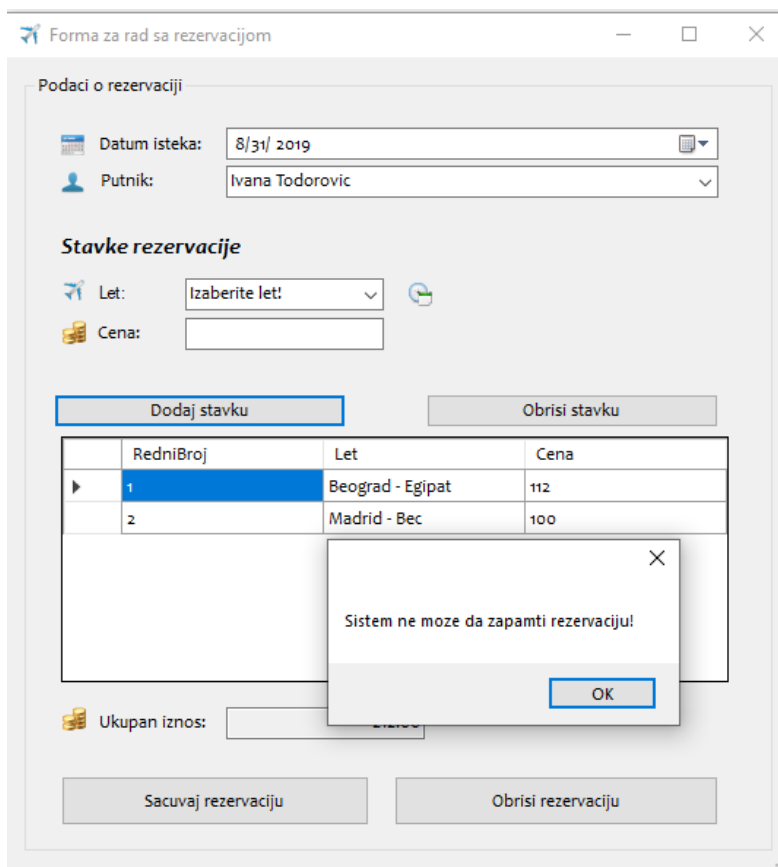 Forma za rad sa rezervacijom
Podaci o rezervaciji
Datum isteka: 8/31/ 2019
Putnik: Ivana Todorovic
Stavke rezervacije
Let: Izaberite let!
Cena:
Dodaj stavku Obrisi stavku
RedniBroj Let Cena
1 Beograd - Egipat 112
2 Madrid - Bec 100
Sistem ne moze da zapamti rezervaciju!
OK
Ukupan iznos:
Sacuvaj rezervaciju Obrisi rezervaciju